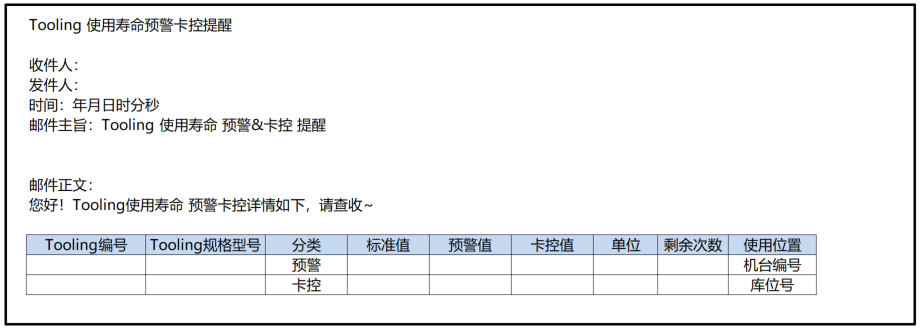 Tooling 使用寿命预警卡控提醒
收件人：
发件人：
时间：年月日时分秒
邮件主旨：Tooling 使用寿命 预警&卡控 提醒
邮件正文：
您好！Tooling使用寿命 预警卡控详情如下，请查收~
Tooling编号 Tooling规格型号 分类 标准值 预警值 卡控值 单位 剩余次数 使用位置
预警 机台编号
卡控 库位号